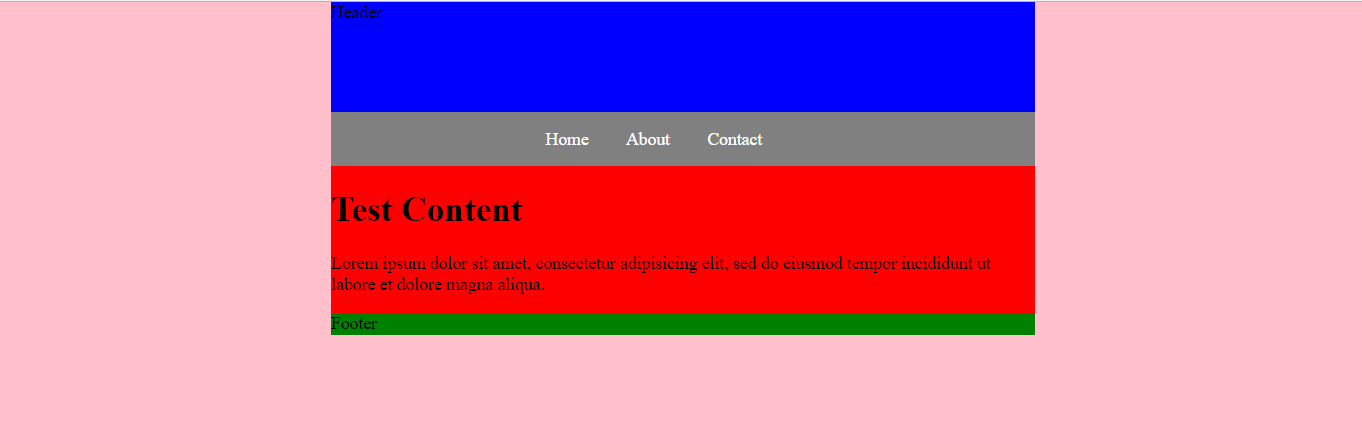 Header
Home About Contact
Test Content
Lorem ipsum dolor sit amet, consectetur adipisicing elit, sed do eiusmod tempor incididunt ut
labore et dolore magna aliqua.
Footer